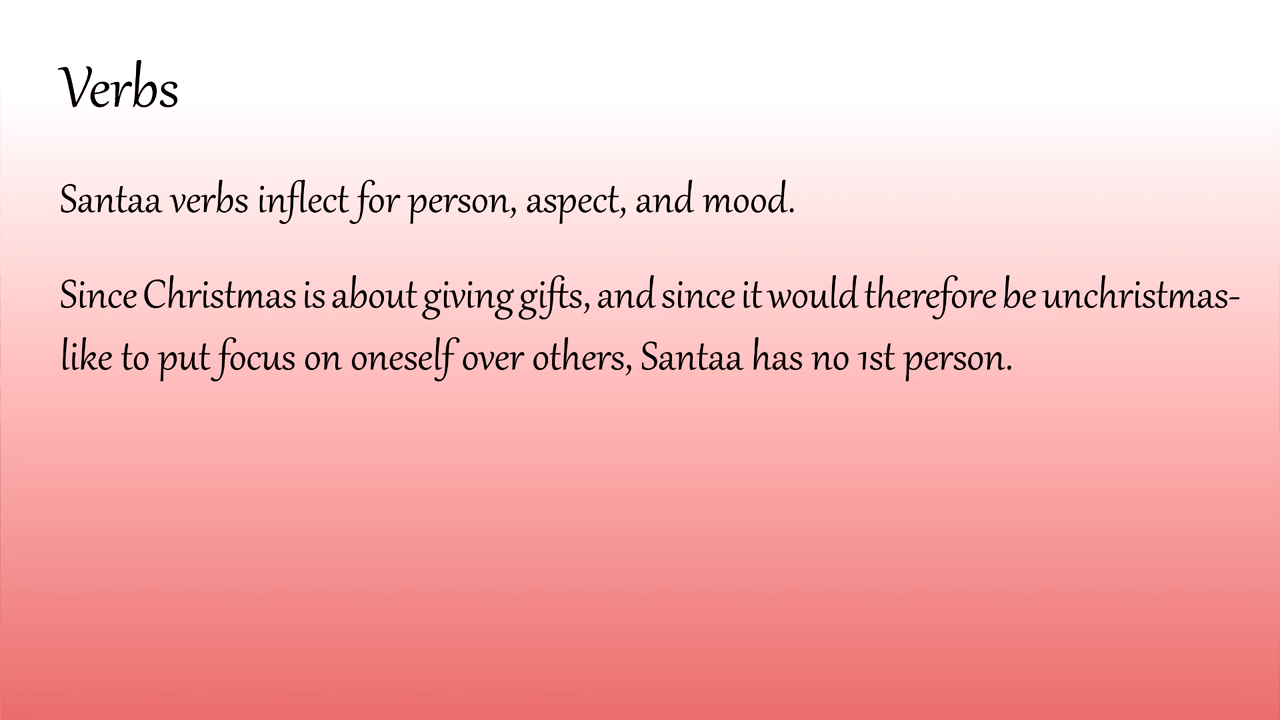 Verbs
Santaa verbs inflect for person, aspect, and mood.
Since Christmas is about giving gifts, and since it would therefore be unchristmas-
like to put focus on oneself over others, Santaa has no 1st person.